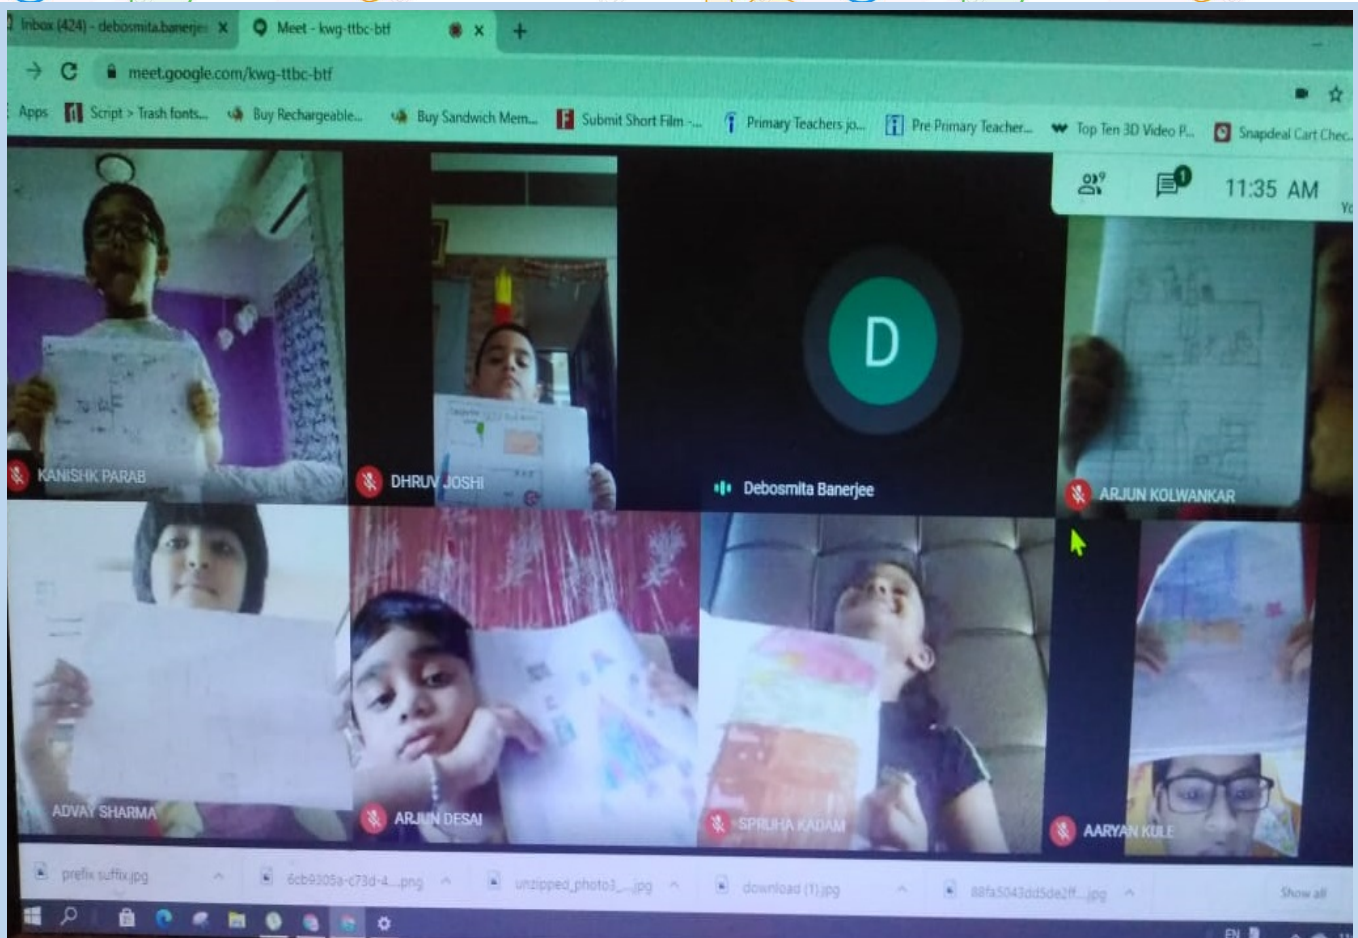 Inbox (424) - debosmita.banerje
Meet - kwg-ttbc-btf
meet.google.com/kwg-ttbc-btf
Apps
Script > Trash fonts...
Buy Rechargeable...
Buy Sandwich Mem...
Submit Short Film -...
Primary Teachers jo...
Pre Primary Teacher...
Top Ten 3D Video P...
Snapdeal Cart Chec...
9
1
11:35 AM
D
KANISHK PARAB
DHRUV JOSHI
Debosmita Banerjee
ARJUN KOLWANKAR
ADVAY SHARMA
ARJUN DESAI
SPRUHA KADAM
AARYAN KULE
prefix suffix.jpg
6cb9305a-c73d-4....png
unzipped_photo3_...jpg
download (1).jpg
88fa5043dd5de2ff....jpg
Show all
EN